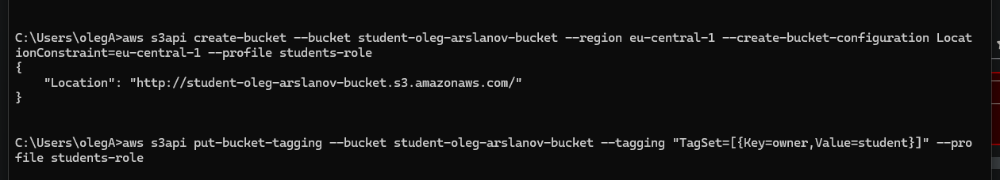 C:\Users\olegA>aws s3api create-bucket --bucket student-oleg-arslanov-bucket --region eu-central-1 --create-bucket-configuration Locat
ionConstraint=eu-central-1 --profile students-role
{
    "Location": "http://student-oleg-arslanov-bucket.s3.amazonaws.com/"
}
C:\Users\olegA>aws s3api put-bucket-tagging --bucket student-oleg-arslanov-bucket --tagging "TagSet=[{Key=owner,Value=student}]" --pro
file students-role